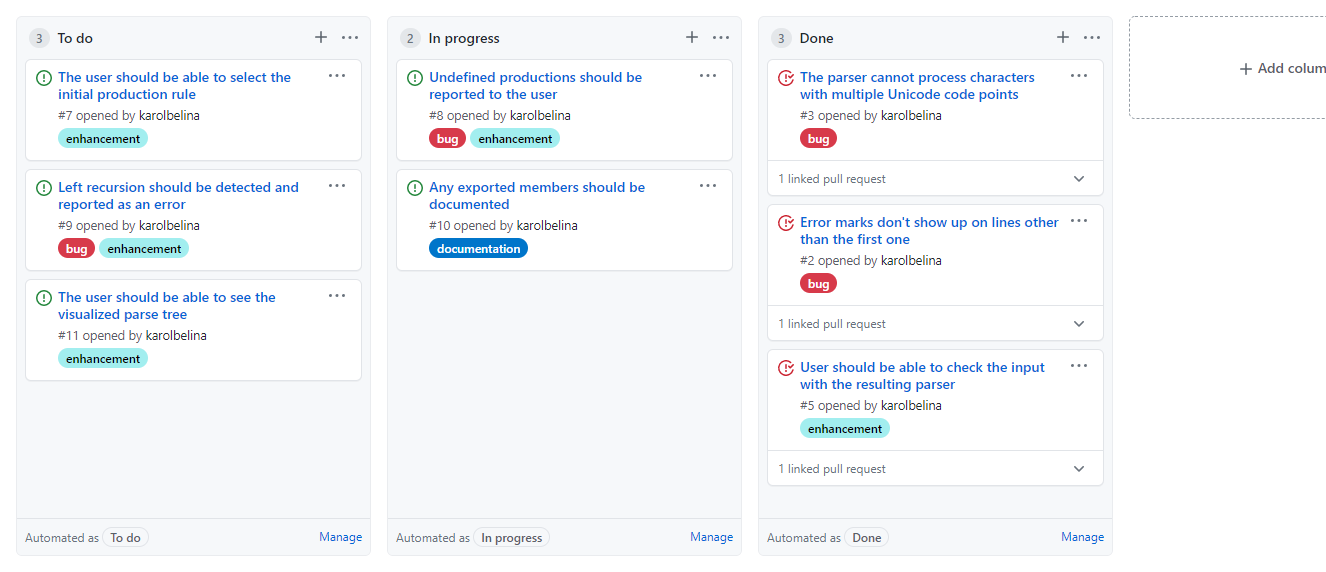 3 To do
The user should be able to select the
initial production rule
#7 opened by karolbelina
enhancement
Left recursion should be detected and
reported as an error
#9 opened by karolbelina
bug enhancement
The user should be able to see the
visualized parse tree
#11 opened by karolbelina
enhancement
Automated as To do Manage
2 In progress
Undefined productions should be
reported to the user
#8 opened by karolbelina
bug enhancement
Any exported members should be
documented
#10 opened by karolbelina
documentation
Automated as In progress Manage
3 Done
The parser cannot process characters
with multiple Unicode code points
#3 opened by karolbelina
bug
1 linked pull request
Error marks don't show up on lines other
than the first one
#2 opened by karolbelina
bug
1 linked pull request
User should be able to check the input
with the resulting parser
#5 opened by karolbelina
enhancement
1 linked pull request
Automated as Done Manage
+ Add colum